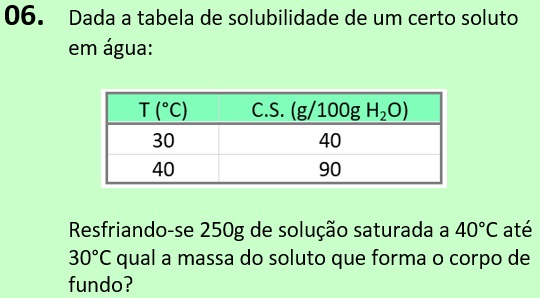 06. Dada a tabela de solubilidade de um certo soluto
em água:
T (°C) C.S. (g/100g H₂O)
30 40
40 90
Resfriando-se 250g de solução saturada a 40°C até
30°C qual a massa do soluto que forma o corpo de
fundo?